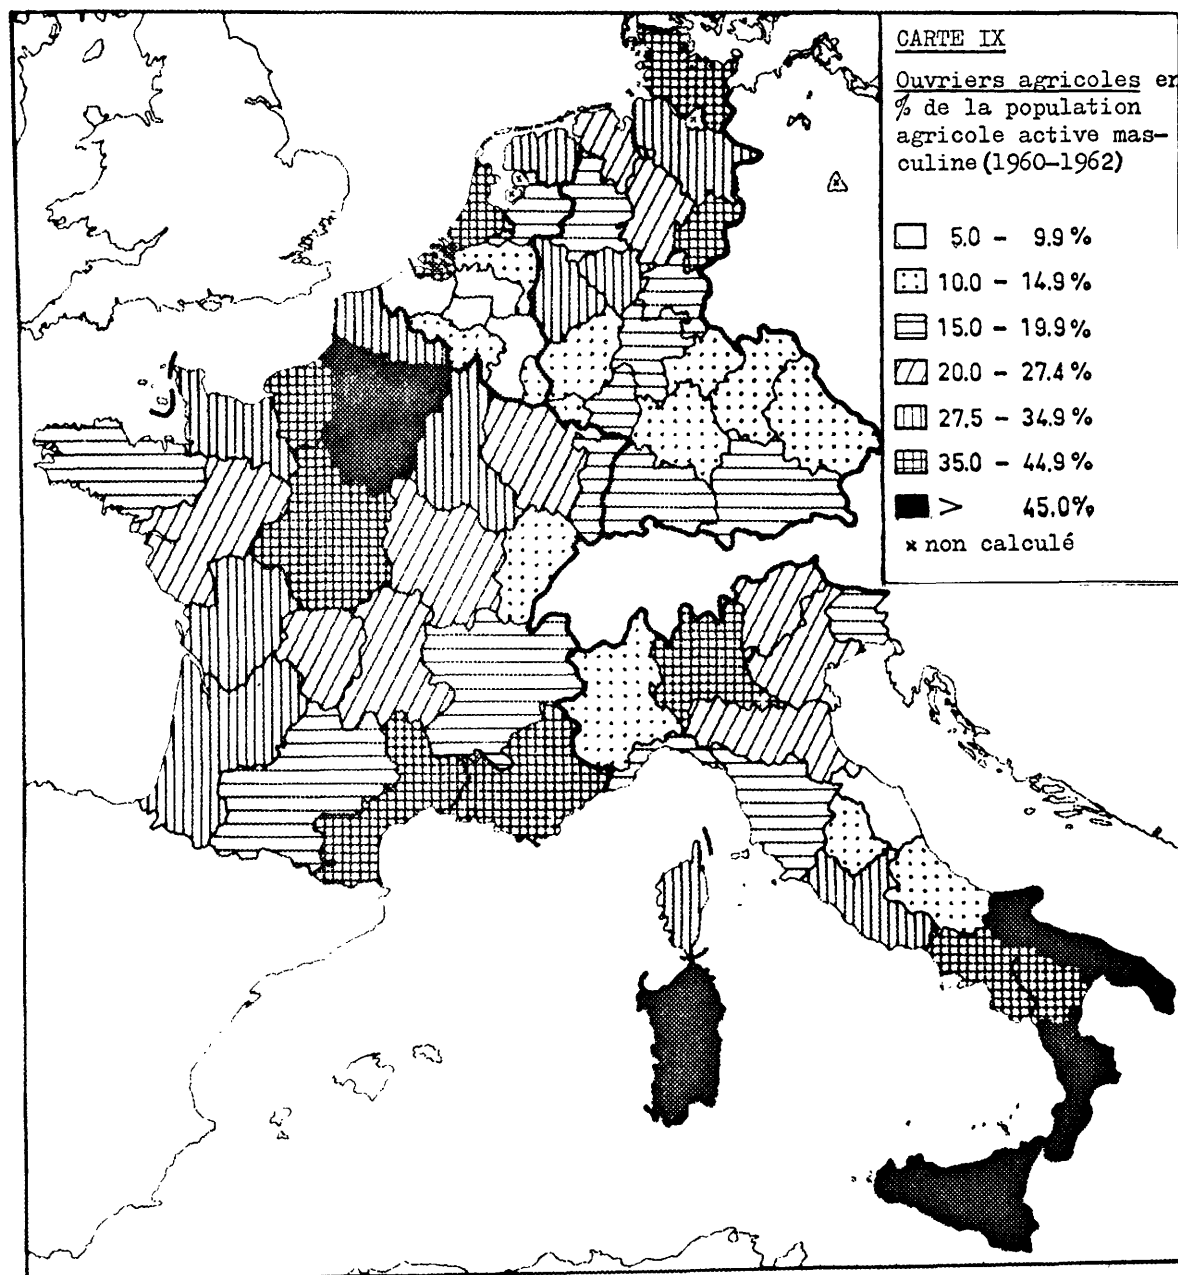 CARTE IX
Ouvriers agricoles en
% de la population
agricole active mas-
culine (1960-1962)
5.0 - 9.9%
10.0 - 14.9%
15.0 - 19.9%
20.0 - 27.4%
27.5 - 34.9%
35.0 - 44.9%
> 45.0%
x non calculé